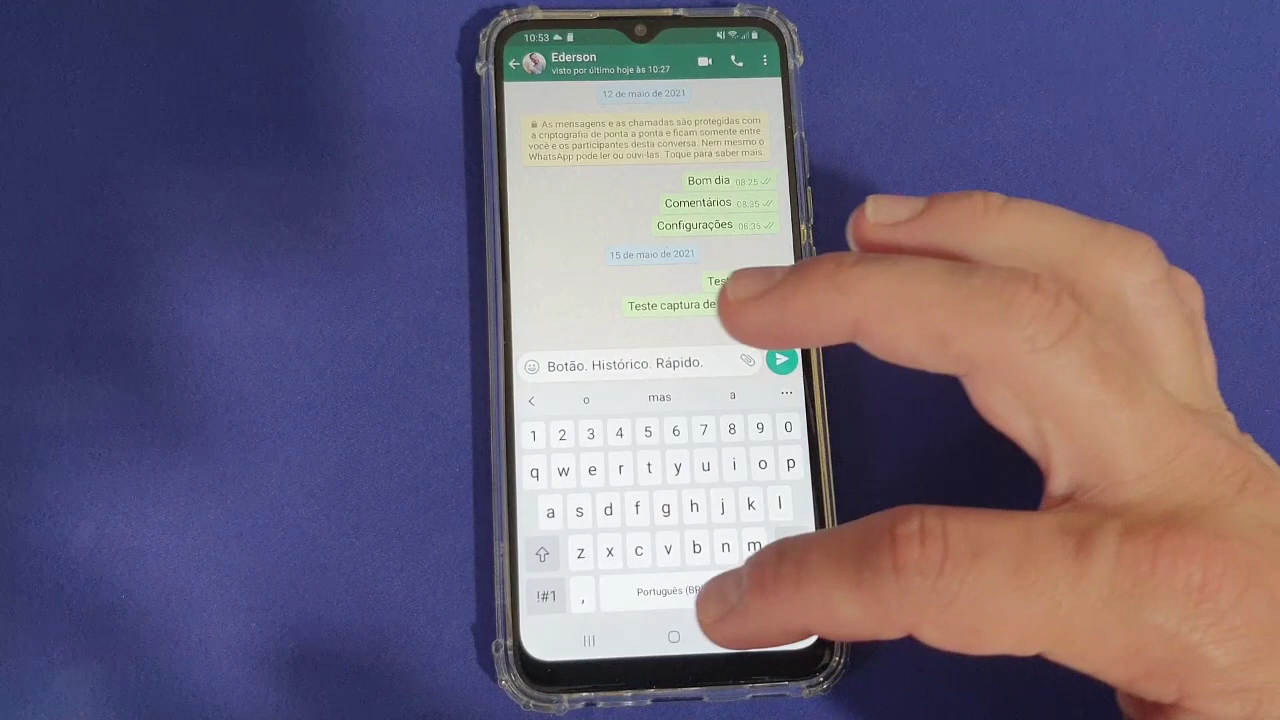 10:53
Ederson
visto por último hoje às 10:27
12 de maio de 2021
As mensagens e as chamadas são protegidas com
a criptografia de ponta a ponta e ficam somente entre
você e os participantes desta conversa. Nem mesmo o
WhatsApp pode ler ou ouvi-las. Toque para saber mais.
Bom dia 08:25
Comentários 08:35
Configurações 08:35
15 de maio de 2021
Teste captura de
Botão. Histórico. Rápido.
o mas a ...
1 2 3 4 5 6 7 8 9 0
q w e r t y u i o p
a s d f g h j k l
z x c v b n m
!#1 , Português